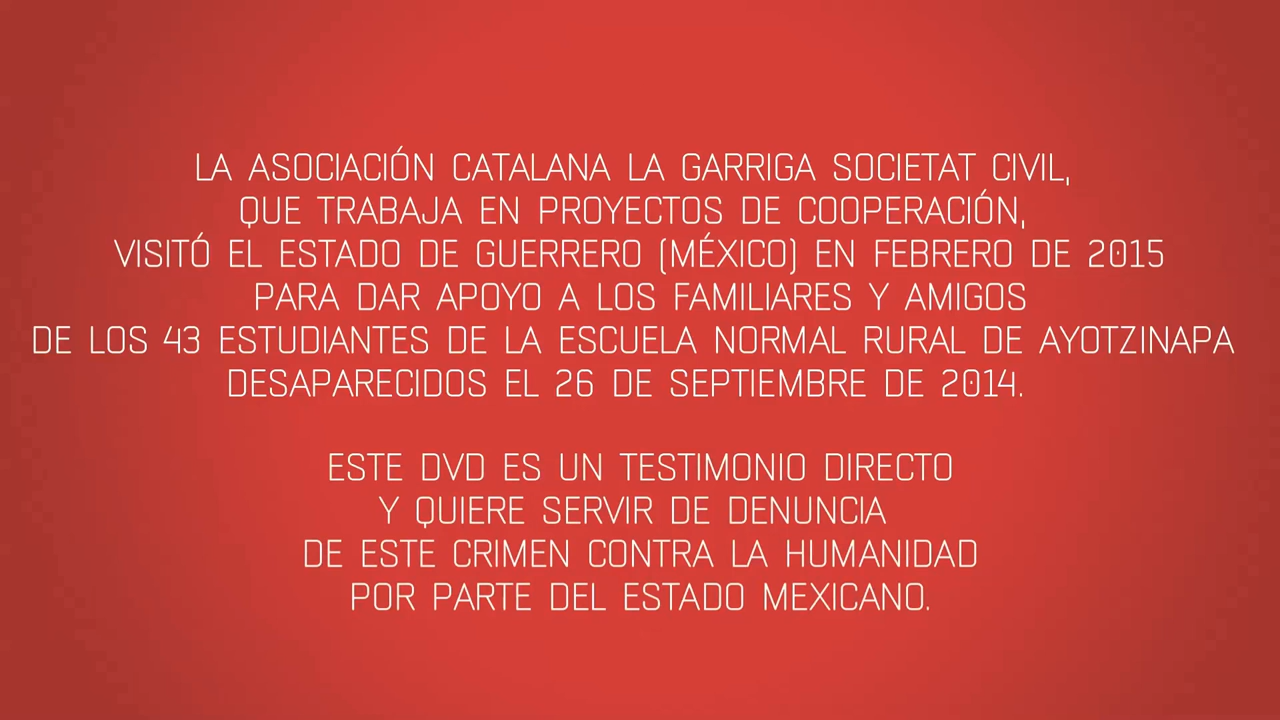 LA ASOCIACIÓN CATALANA LA GARRIGA SOCIETAT CIVIL,
QUE TRABAJA EN PROYECTOS DE COOPERACIÓN,
VISITÓ EL ESTADO DE GUERRERO (MÉXICO) EN FEBRERO DE 2015
PARA DAR APOYO A LOS FAMILIARES Y AMIGOS
DE LOS 43 ESTUDIANTES DE LA ESCUELA NORMAL RURAL DE AYOTZINAPA
DESAPARECIDOS EL 26 DE SEPTIEMBRE DE 2014.
ESTE DVD ES UN TESTIMONIO DIRECTO
Y QUIERE SERVIR DE DENUNCIA
DE ESTE CRIMEN CONTRA LA HUMANIDAD
POR PARTE DEL ESTADO MEXICANO.